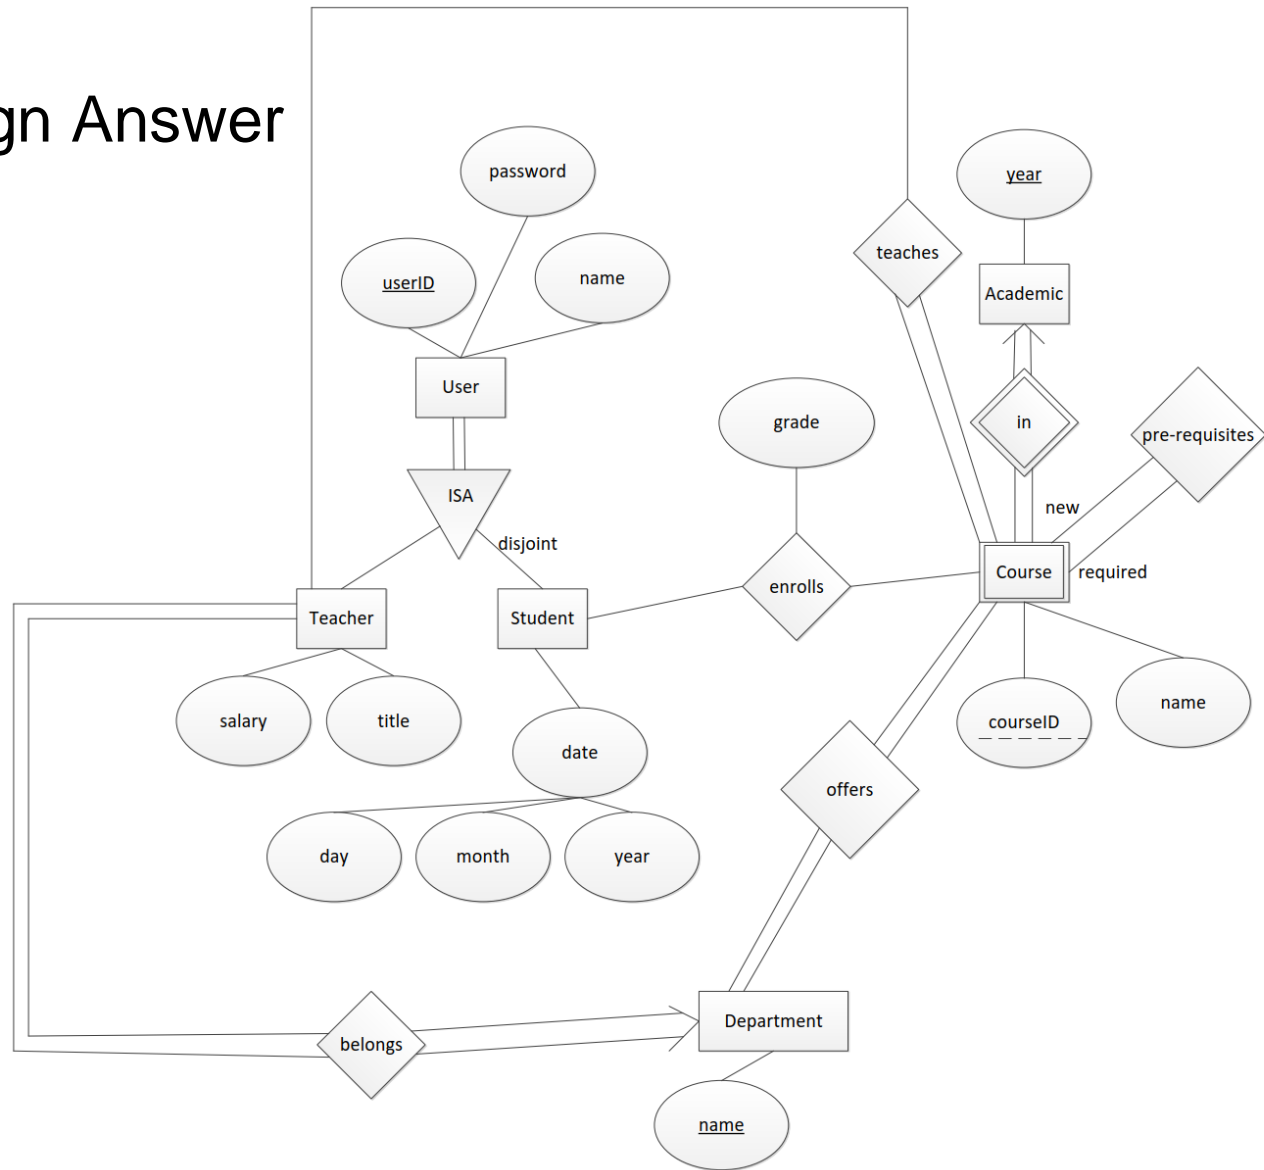 gn Answer
password
year
userID
name
teaches
Academic
User
grade
in
pre-requisites
ISA
new
disjoint
Course
required
enrolls
Teacher
Student
salary
title
date
courseID
name
offers
day
month
year
Department
belongs
name